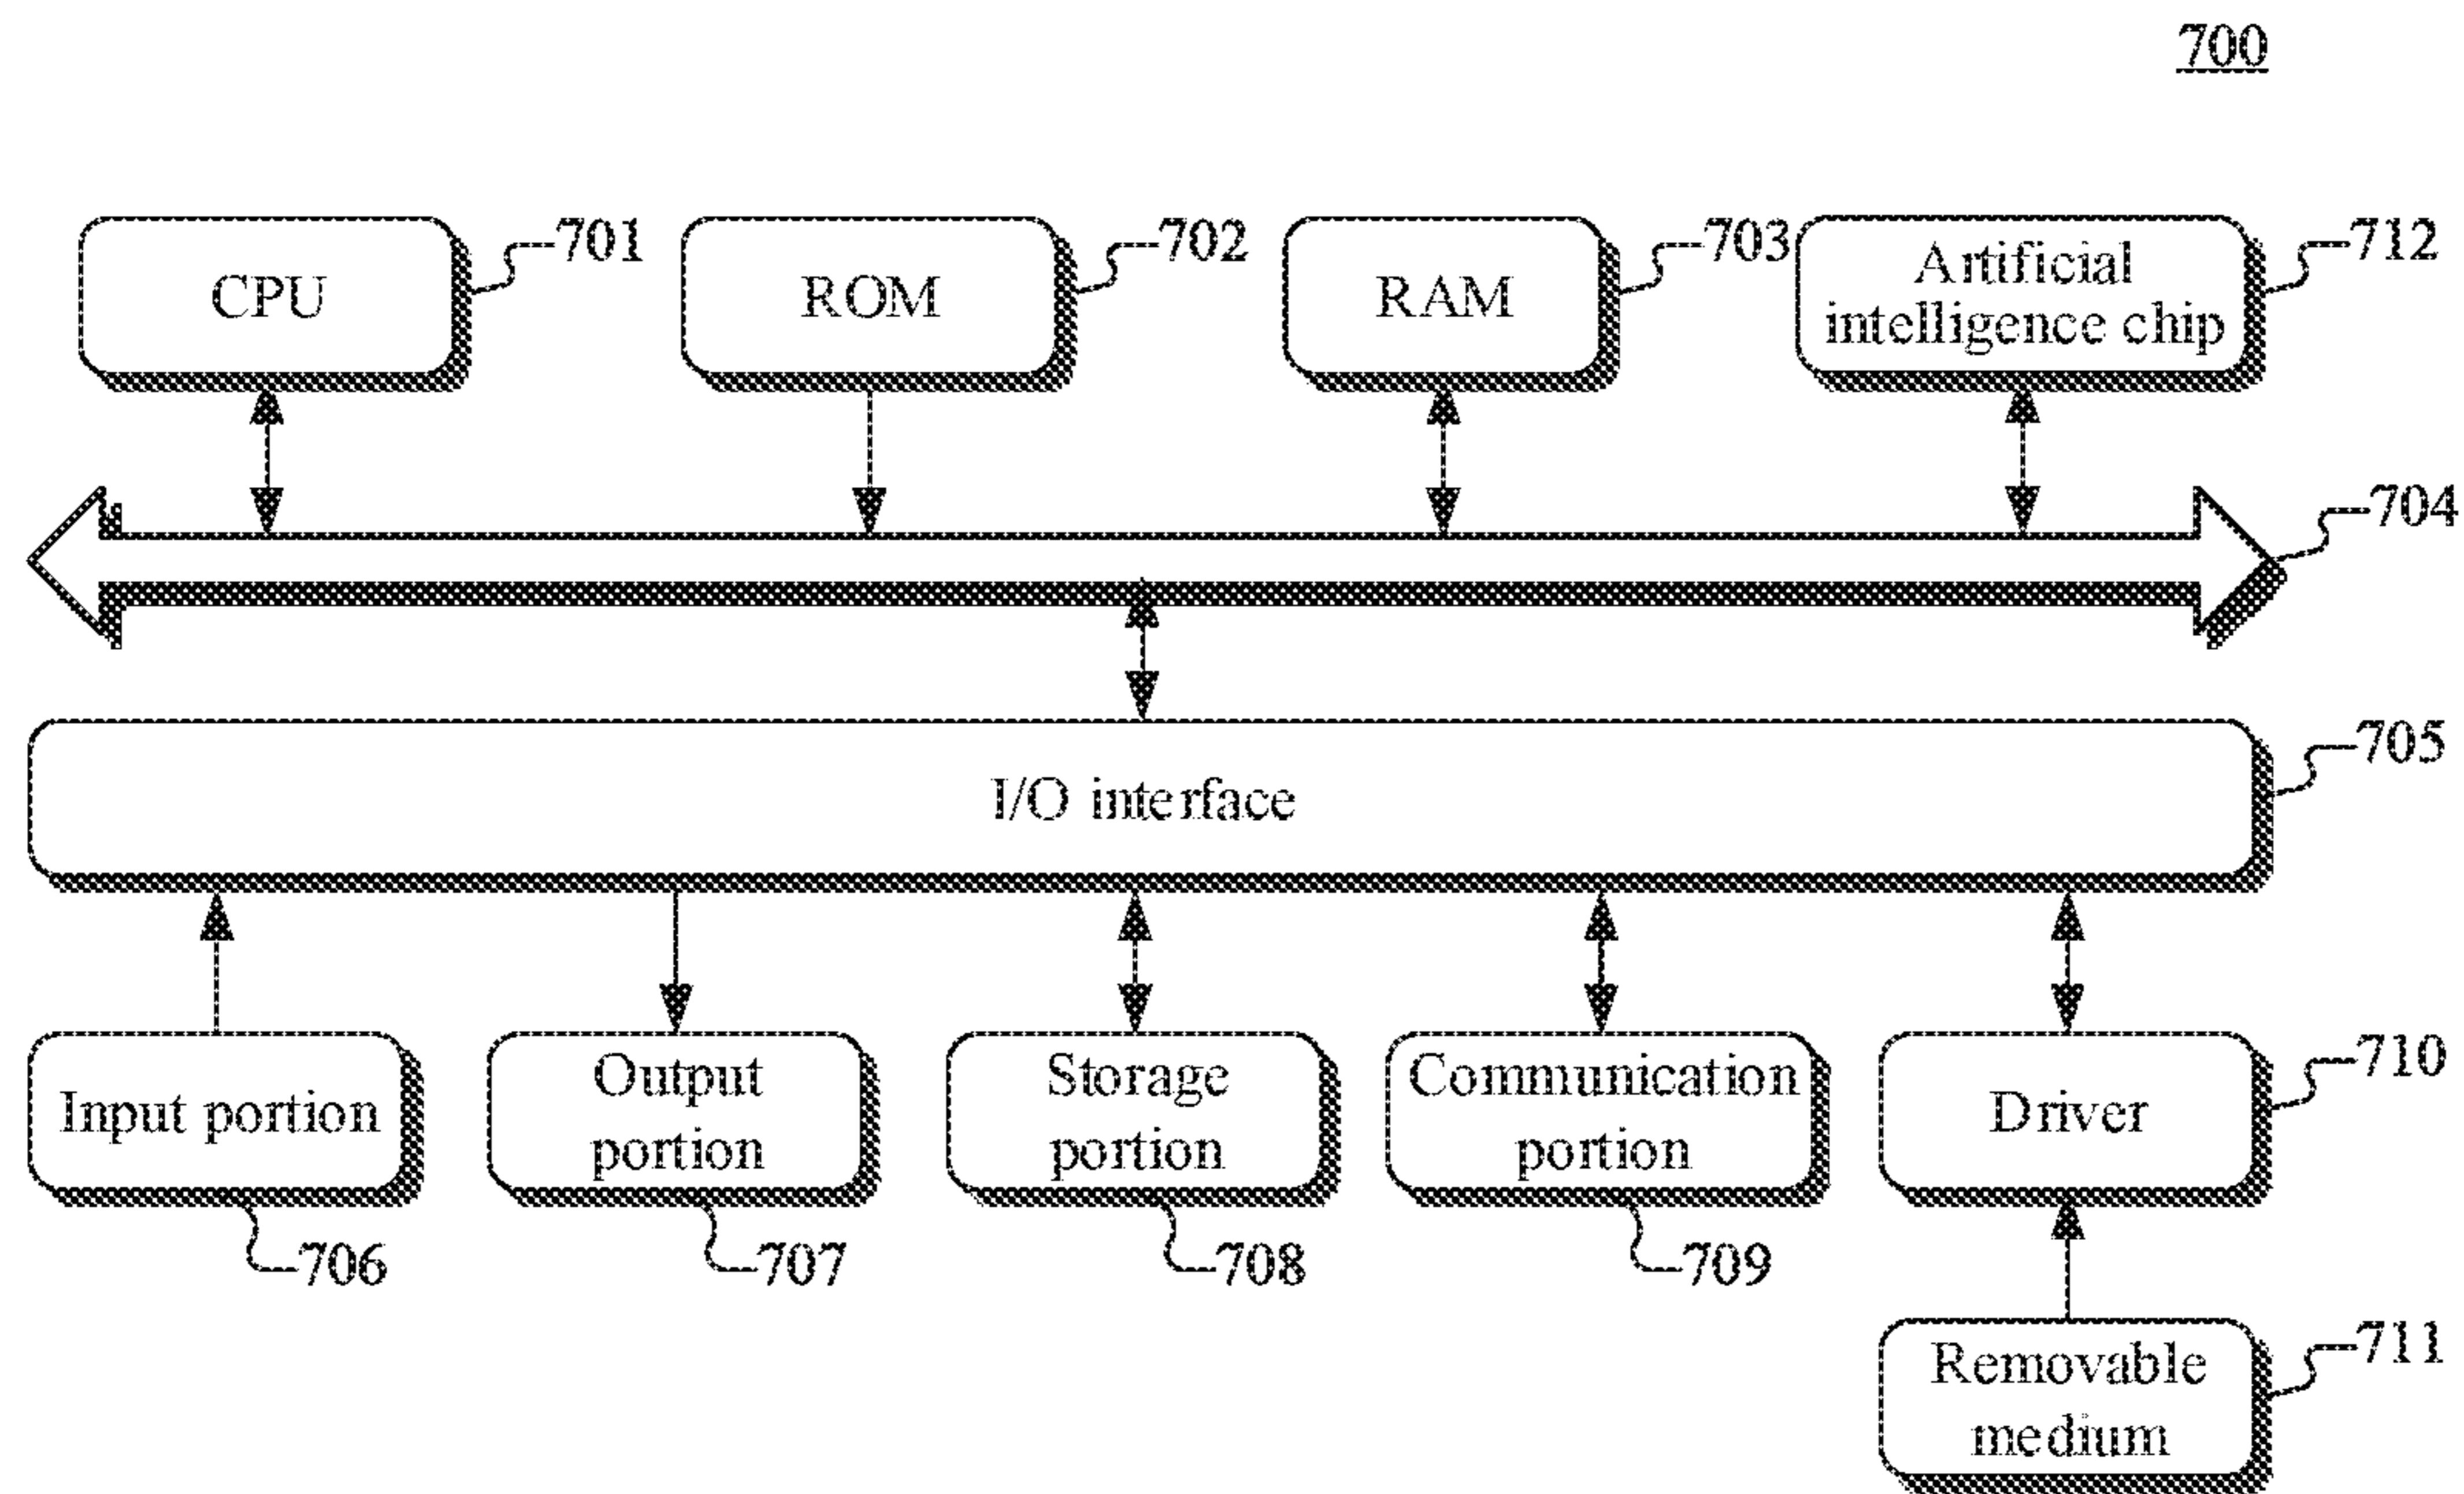 700
CPU
701
ROM
702
RAM
703
Artificial
intelligence chip
712
704
I/O interface
705
Input portion
706
Output
portion
707
Storage
portion
708
Communication
portion
709
Driver
710
Removable
medium
711